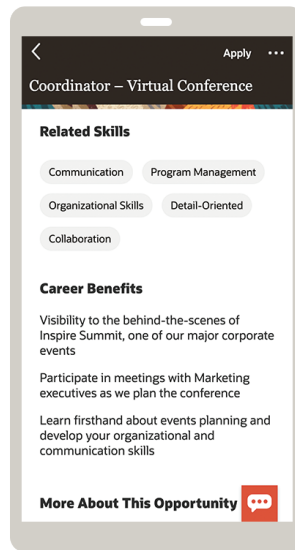 Apply
Coordinator – Virtual Conference
Related Skills
Communication
Program Management
Organizational Skills
Detail-Oriented
Collaboration
Career Benefits
Visibility to the behind-the-scenes of
Inspire Summit, one of our major corporate
events
Participate in meetings with Marketing
executives as we plan the conference
Learn firsthand about events planning and
develop your organizational and
communication skills
More About This Opportunity